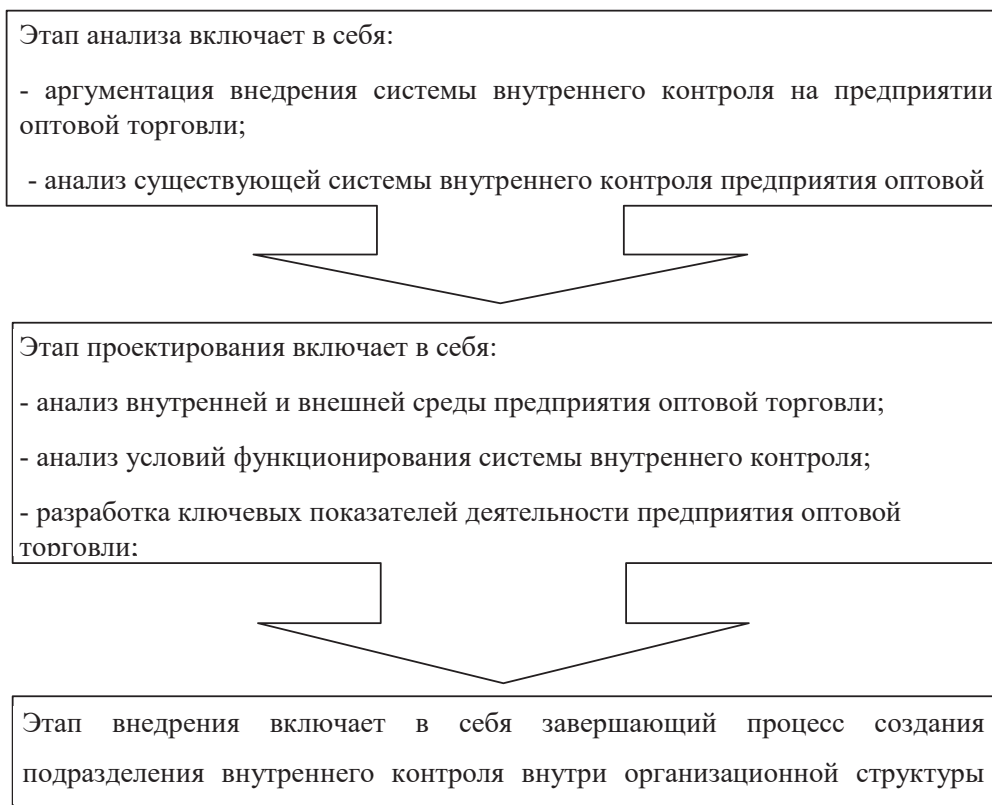 Этап анализа включает в себя:
- аргументация внедрения системы внутреннего контроля на предприятии
оптовой торговли;
- анализ существующей системы внутреннего контроля предприятия оптовой
Этап проектирования включает в себя:
- анализ внутренней и внешней среды предприятия оптовой торговли;
- анализ условий функционирования системы внутреннего контроля;
- разработка ключевых показателей деятельности предприятия оптовой
торговли;
Этап внедрения включает в себя завершающий процесс создания
подразделения внутреннего контроля внутри организационной структуры